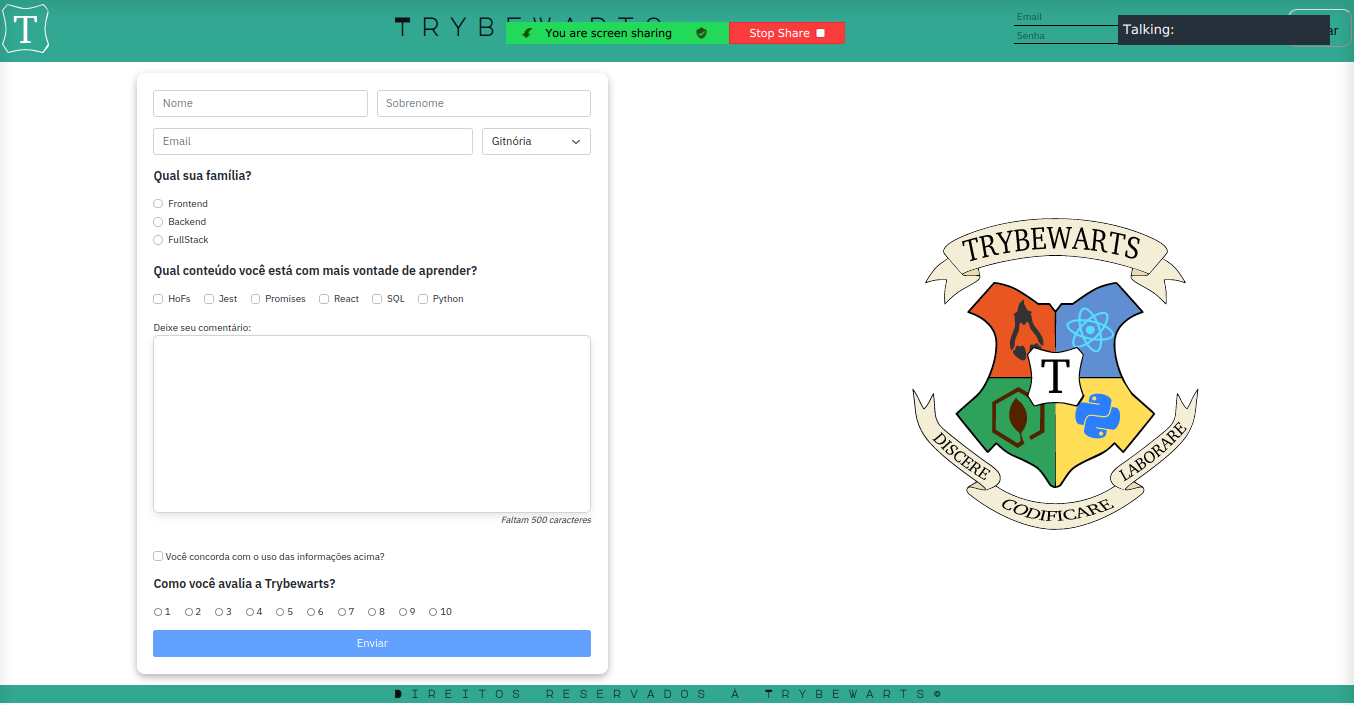 T
TRYBEWARTS
You are screen sharing
Stop Share
Email
Senha
Talking:
Nome
Sobrenome
Email
Gitnória
Qual sua família?
Frontend
Backend
FullStack
Qual conteúdo você está com mais vontade de aprender?
HoFs Jest Promises React SQL Python
Deixe seu comentário:
Faltam 500 caracteres
Você concorda com o uso das informações acima?
Como você avalia a Trybewarts?
1 2 3 4 5 6 7 8 9 10
Enviar
TRYBEWARTS
T
DISCERE
CODIFICARE
LABORARE
DIREITOS RESERVADOS À TRYBEWARTS©